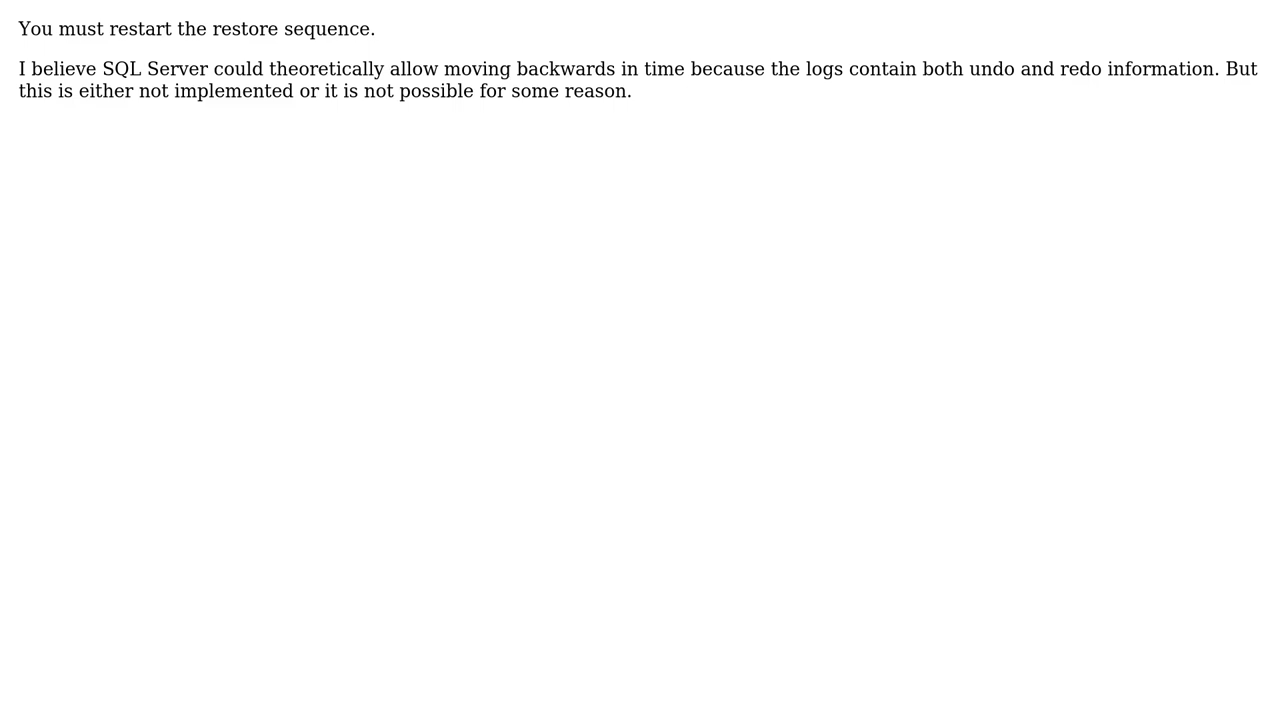 You must restart the restore sequence.
I believe SQL Server could theoretically allow moving backwards in time because the logs contain both undo and redo information. But
this is either not implemented or it is not possible for some reason.